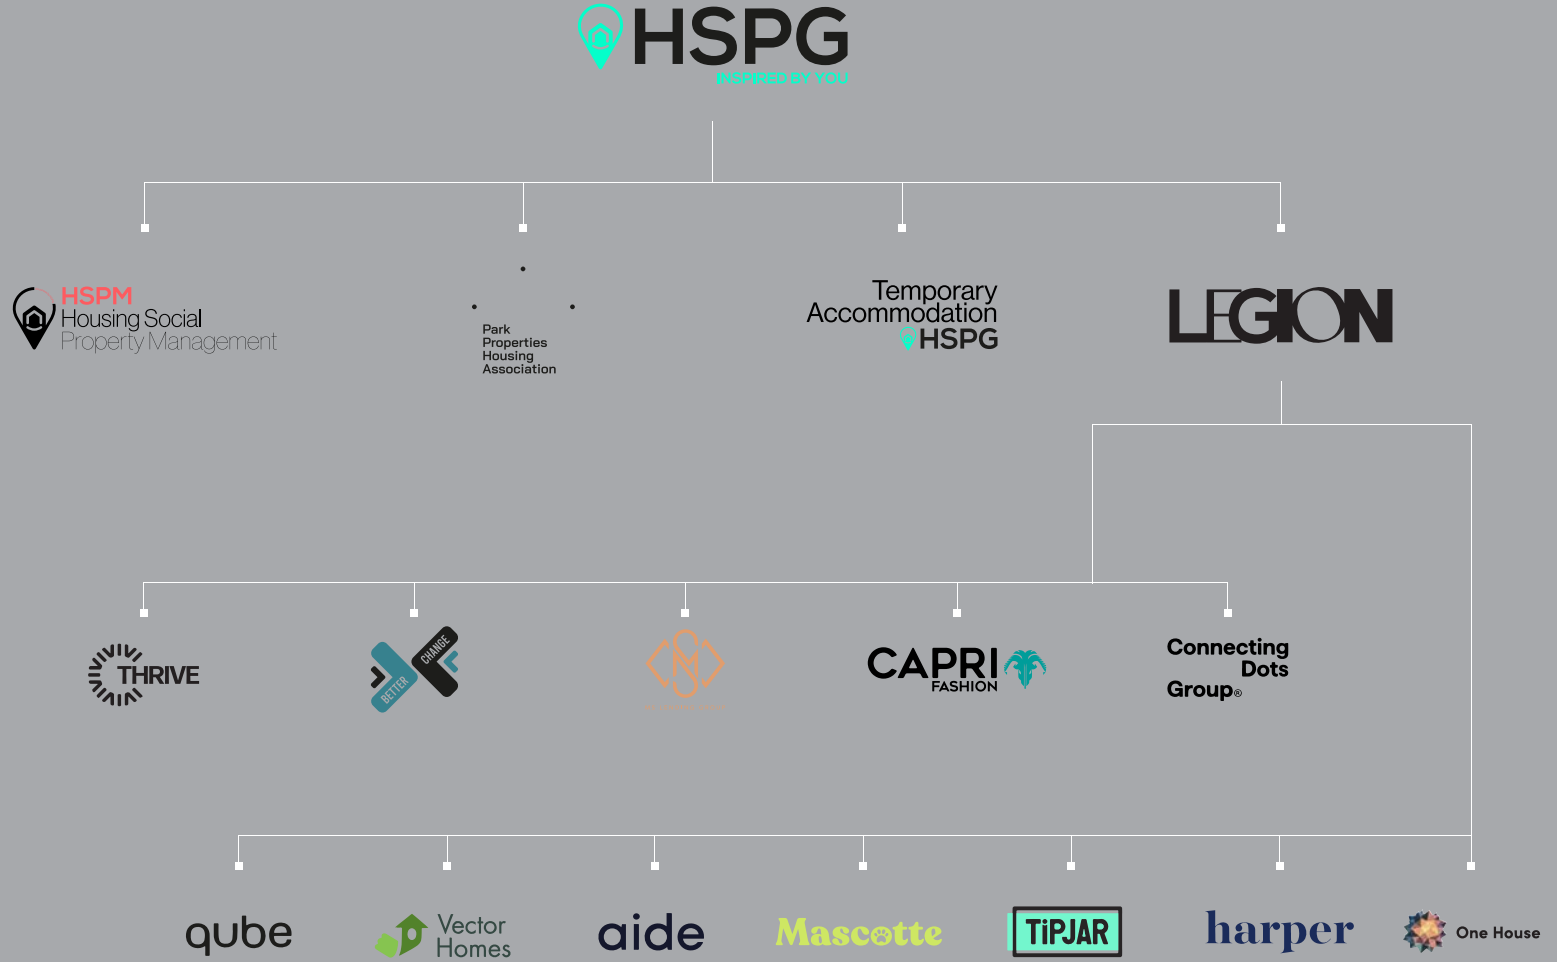 HSPG
INSPIRED BY YOU
HSPM
Housing Social
Property Management
Park
Properties
Housing
Association
Temporary
Accommodation
HSPG
LEGION
THRIVE
BETTER
CHANGE
CAPRI
FASHION
Connecting
Dots
Group®
qube
Vector
Homes
aide
Mascotte
TiPJAR
harper
One House